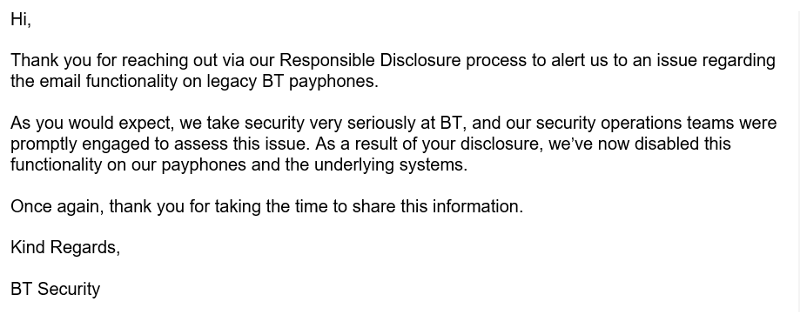 Hi,
Thank you for reaching out via our Responsible Disclosure process to alert us to an issue regarding
the email functionality on legacy BT payphones.
As you would expect, we take security very seriously at BT, and our security operations teams were
promptly engaged to assess this issue. As a result of your disclosure, we’ve now disabled this
functionality on our payphones and the underlying systems.
Once again, thank you for taking the time to share this information.
Kind Regards,
BT Security